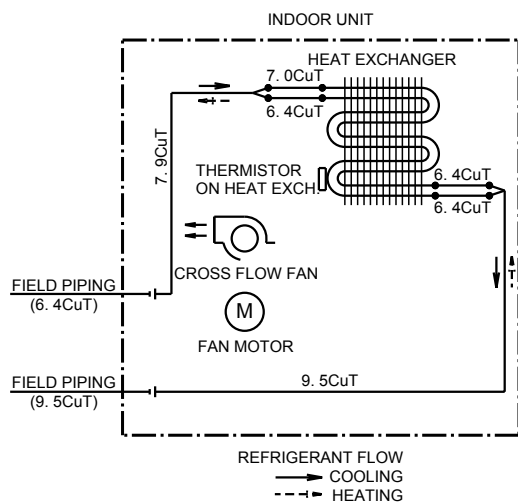 INDOOR UNIT
HEAT EXCHANGER
7. 0CuT
6. 4CuT
7. 9CuT
THERMISTOR
ON HEAT EXCH.
6. 4CuT
6. 4CuT
CROSS FLOW FAN
FIELD PIPING
(6. 4CuT)
M
FAN MOTOR
FIELD PIPING
(9. 5CuT)
9. 5CuT
REFRIGERANT FLOW
COOLING
HEATING